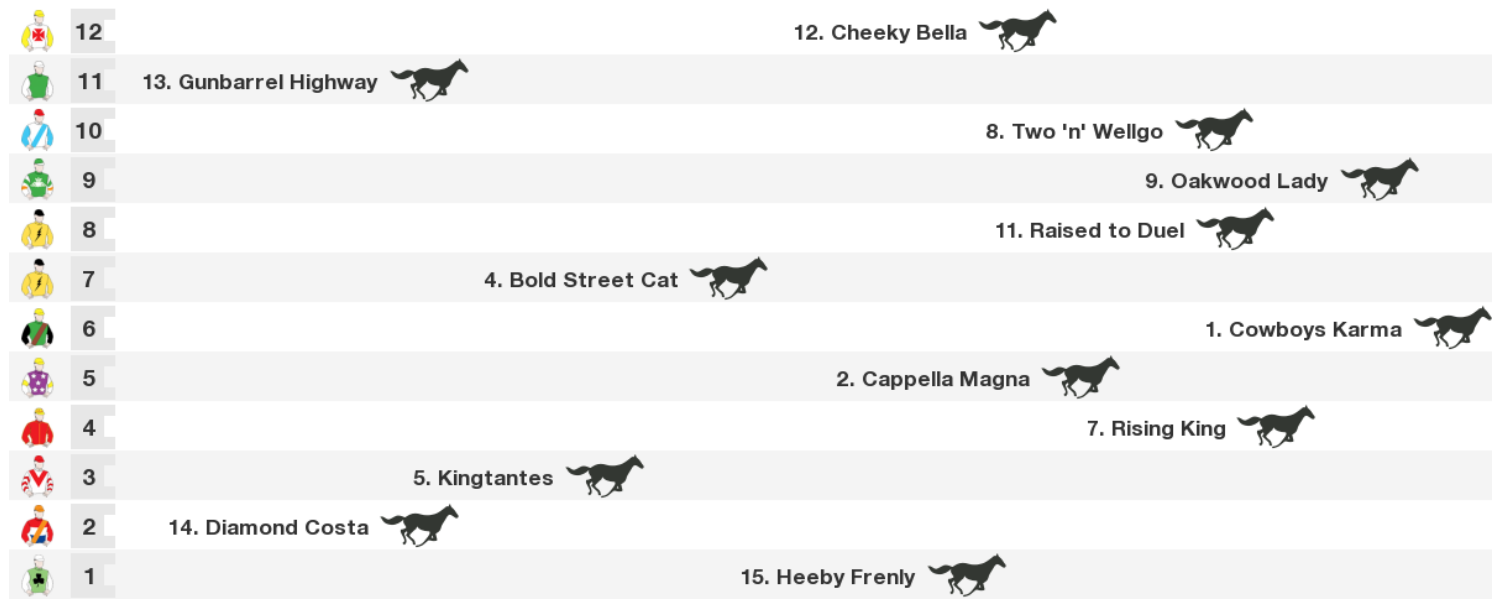 12 12. Cheeky Bella
11 13. Gunbarrel Highway
10 8. Two 'n' Wellgo
9 9. Oakwood Lady
8 11. Raised to Duel
7 4. Bold Street Cat
6 1. Cowboys Karma
5 2. Cappella Magna
4 7. Rising King
3 5. Kingtantes
2 14. Diamond Costa
1 15. Heeby Frenly